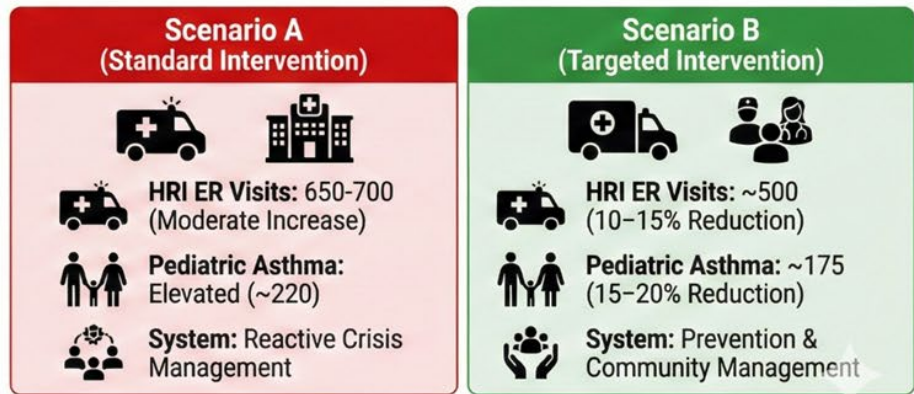 Scenario A
(Standard Intervention)
HRI ER Visits: 650-700
(Moderate Increase)
Pediatric Asthma:
Elevated (~220)
System: Reactive Crisis
Management
Scenario B
(Targeted Intervention)
HRI ER Visits: ~500
(10–15% Reduction)
Pediatric Asthma: ~175
(15–20% Reduction)
System: Prevention &
Community Management